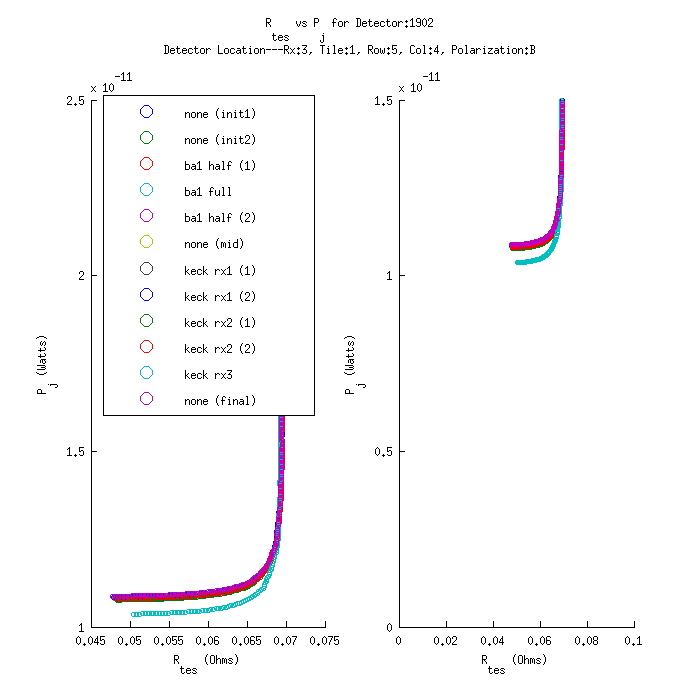 R    vs P  for Detector:1902
tes    j
Detector Location---Rx:3, Tile:1, Row:5, Col:4, Polarization:B
x 10^-11
2.5
2
1.5
1
P_j (Watts)
none (init1)
none (init2)
ba1 half (1)
ba1 full
ba1 half (2)
none (mid)
keck rx1 (1)
keck rx1 (2)
keck rx2 (1)
keck rx2 (2)
keck rx3
none (final)
0.045 0.05 0.055 0.06 0.065 0.07 0.075
R_tes (Ohms)
x 10^-11
1.5
1
0.5
0
P_j (Watts)
0 0.02 0.04 0.06 0.08 0.1
R_tes (Ohms)